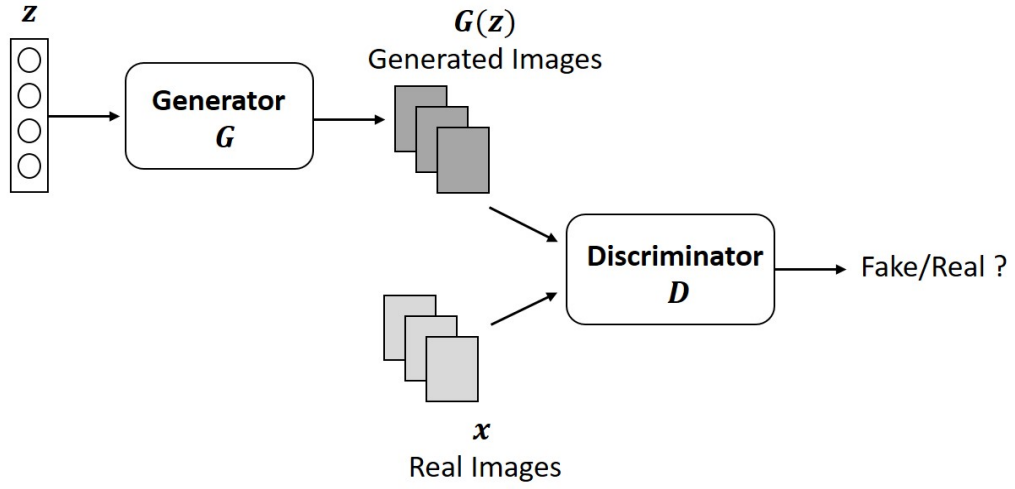 z
Generator
G
G(z)
Generated Images
Discriminator
D
Fake/Real ?
x
Real Images